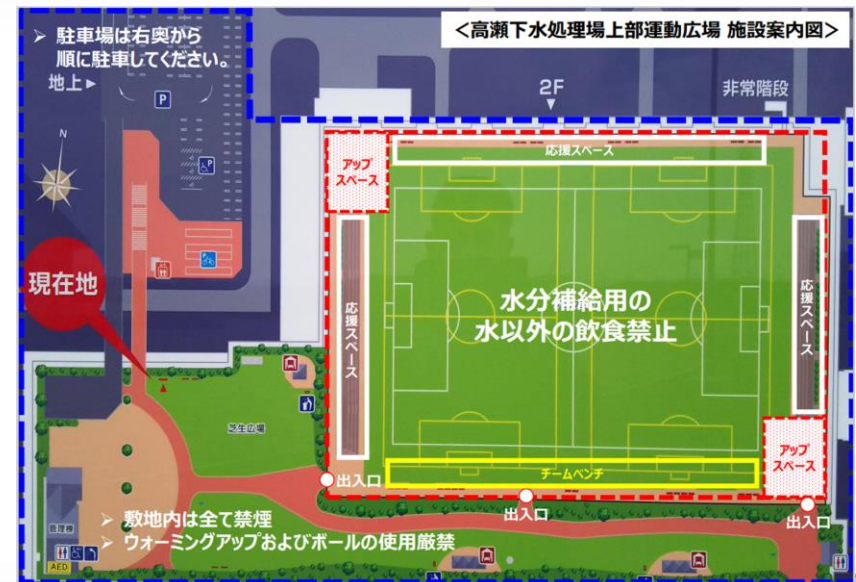 ＜高瀬下水処理場上部運動広場 施設案内図＞
➢ 駐車場は右奥から
順に駐車してください。
地上▶
P
2F
▼
非常階段
N
P
アップ
スペース
応援スペース
現在地
応援スペース
水分補給用の
水以外の飲食禁止
応援スペース
芝生広場
アップ
スペース
チームベンチ
出入口
出入口
出入口
➢ 敷地内は全て禁煙
➢ ウォーミングアップおよびボールの使用厳禁
管理棟
AED